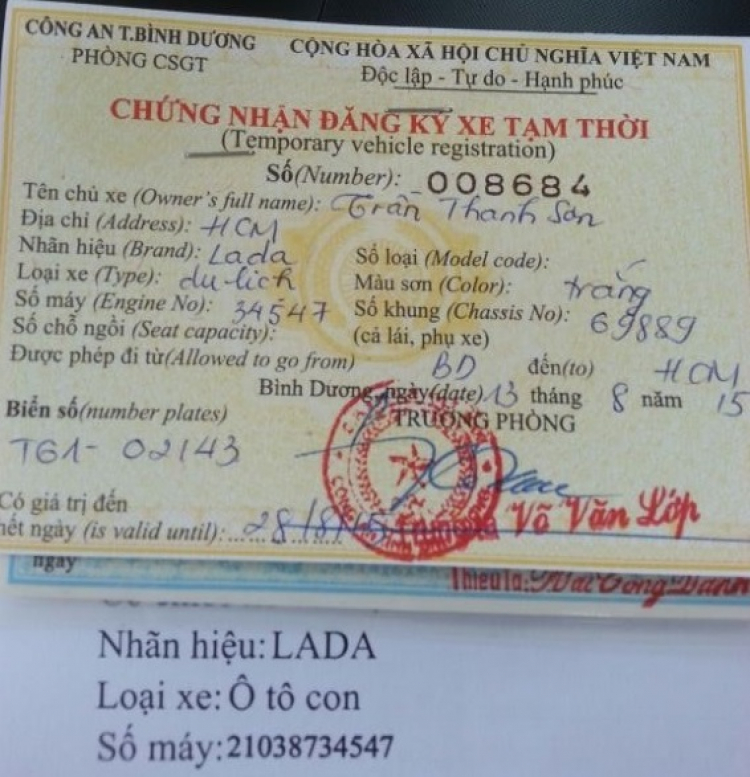 CÔNG AN T.BÌNH DƯƠNG
PHÒNG CSGT
CỘNG HÒA XÃ HỘI CHỦ NGHĨA VIỆT NAM
Độc lập - Tự do - Hạnh phúc
CHỨNG NHẬN ĐĂNG KÝ XE TẠM THỜI
(Temporary vehicle registration)
Số(Number): 008684
Tên chủ xe (Owner's full name): Trần Thanh Sơn
Địa chỉ (Address): HCM
Nhãn hiệu (Brand): Lada Số loại (Model code):
Loại xe (Type): du lịch Màu sơn (Color): trắng
Số máy (Engine No): 34547 Số khung (Chassis No): 69889
Số chỗ ngồi (Seat capacity): (cả lái, phụ xe)
Được phép đi từ(Allowed to go from) BD đến(to) HCM
Bình Dương, ngày(date) 13 tháng 8 năm 15
Biển số(number plates) TRƯỞNG PHÒNG
T61- 02143
Có giá trị đến
hết ngày (is valid until): 28/8/15 Võ Văn Lớp
ngày
Nhãn hiệu: LADA
Loại xe: Ô tô con
Số máy: 21038734547